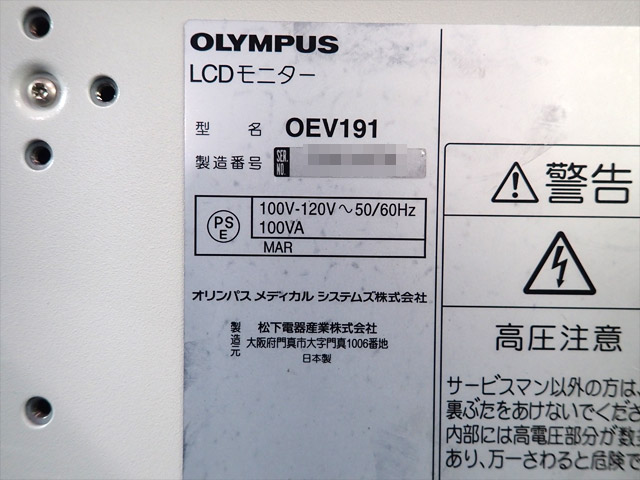 OLYMPUS
LCDモニター
型 名 OEV191
製造番号 SER. NO.
PS E
100V-120V～50/60Hz
100VA
MAR
オリンパス メディカル システムズ株式会社
製造元
松下電器産業株式会社
大阪府門真市大字門真1006番地
日本製
警告
高圧注意
サービスマン以外の方は、
裏ぶたをあけないでくださ
内部には高電圧部分が数
あり、万一さわると危険で